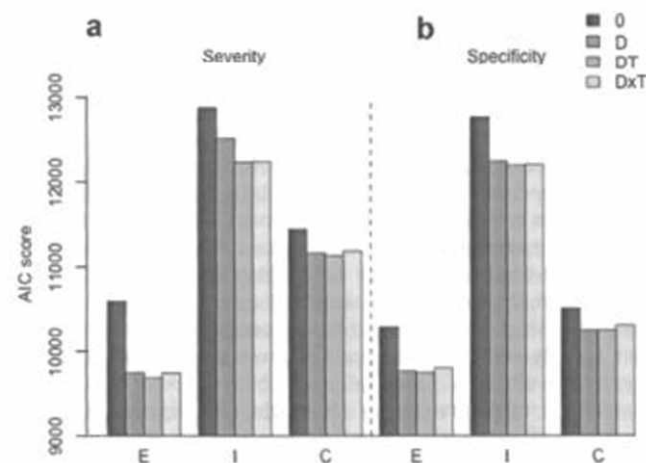 a
Severity
b
Specificity
0
D
DT
DxT
AIC score
13000
12000
11000
10000
9000
E I C E I C